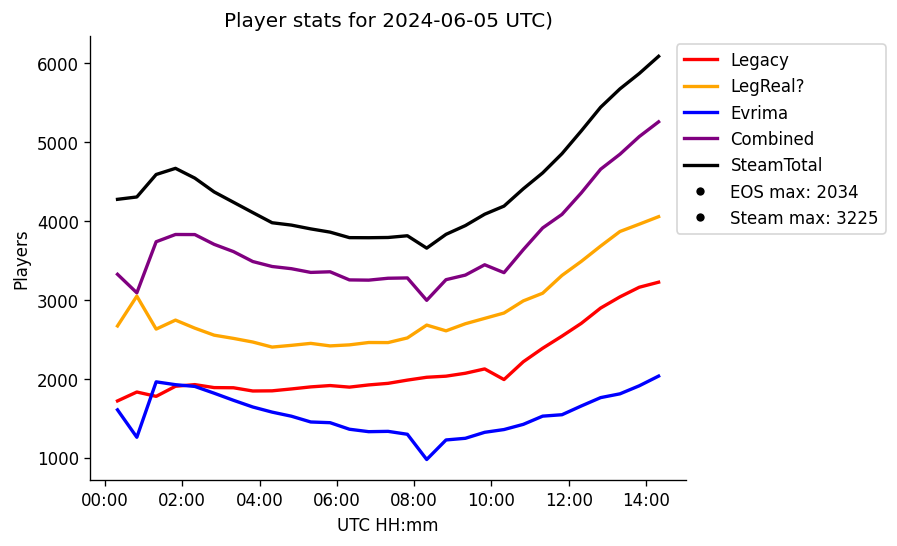 Player stats for 2024-06-05 UTC)
6000
5000
4000
3000
2000
1000
Players
00:00 02:00 04:00 06:00 08:00 10:00 12:00 14:00
UTC HH:mm
Legacy
LegReal?
Evrima
Combined
SteamTotal
EOS max: 2034
Steam max: 3225